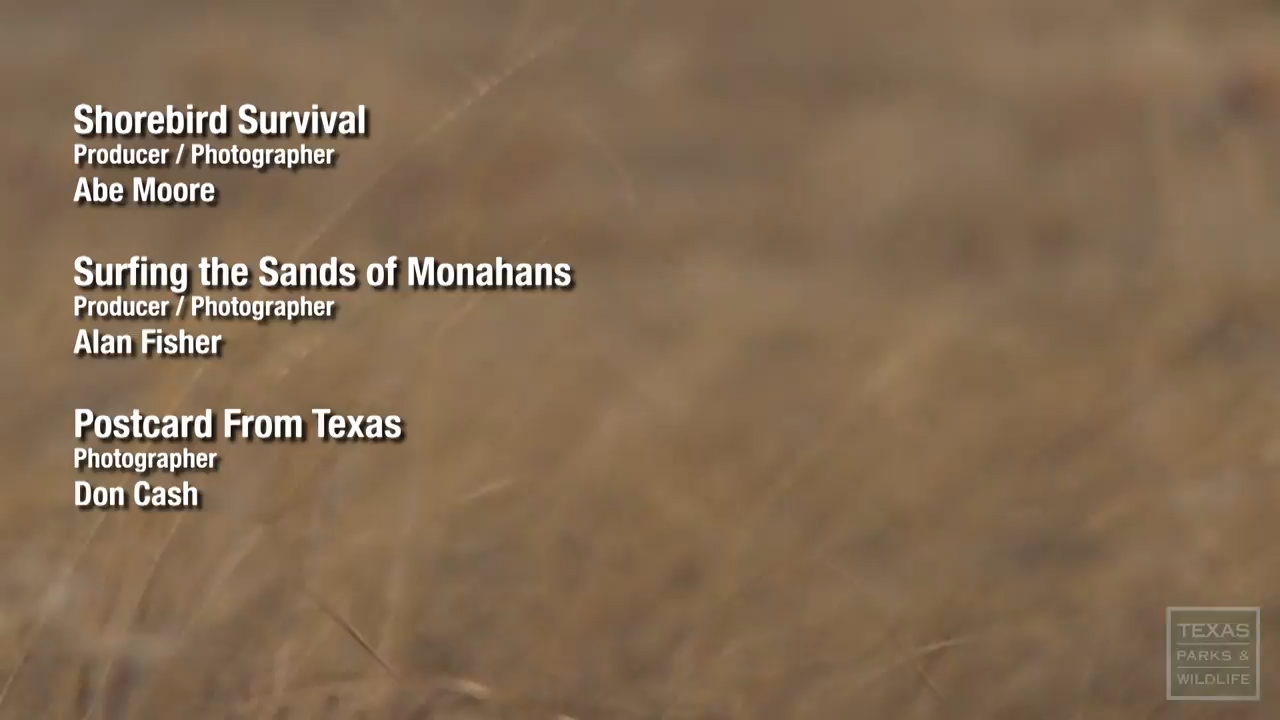 Shorebird Survival
Producer / Photographer
Abe Moore
Surfing the Sands of Monahans
Producer / Photographer
Alan Fisher
Postcard From Texas
Photographer
Don Cash
TEXAS
PARKS &
WILDLIFE